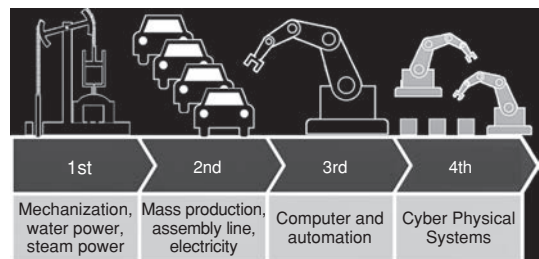 1st
2nd
3rd
4th
Mechanization,
water power,
steam power
Mass production,
assembly line,
electricity
Computer and
automation
Cyber Physical
Systems